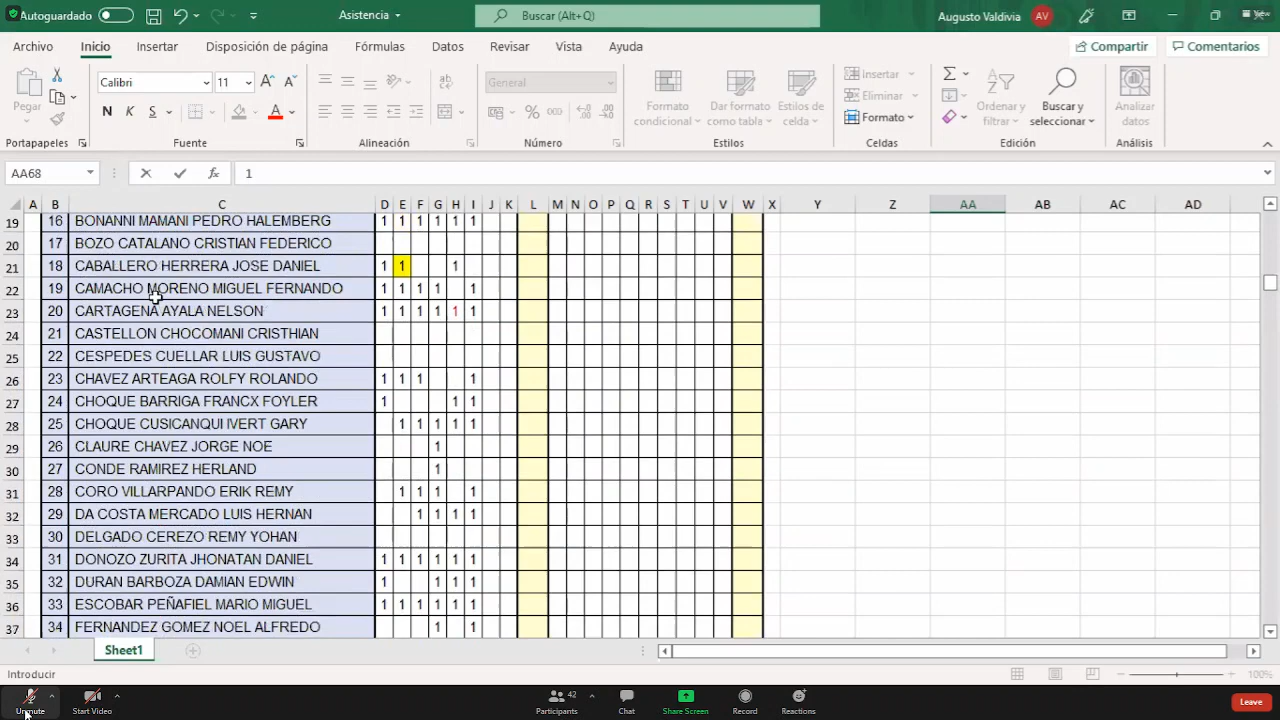 Autoguardado
Asistencia
Buscar (Alt+Q)
Augusto Valdivia
AV
View
Archivo Inicio Insertar Disposición de página Fórmulas Datos Revisar Vista Ayuda
Compartir
Comentarios
Calibri 11
General
Pegar
N K S
Formato condicional
Dar formato como tabla
Estilos de celda
Insertar
Eliminar
Formato
Ordenar y filtrar
Buscar y seleccionar
Analizar datos
Portapapeles Fuente Alineación Número Estilos Celdas Edición Análisis
AA68 fx 1
A B C D E F G H I J K L M N O P Q R S T U V W X Y Z AA AB AC AD
19 16 BONANNI MAMANI PEDRO HALEMBERG 1 1 1 1 1 1
20 17 BOZO CATALANO CRISTIAN FEDERICO
21 18 CABALLERO HERRERA JOSE DANIEL 1 1 1
22 19 CAMACHO MORENO MIGUEL FERNANDO 1 1 1 1 1
23 20 CARTAGENA AYALA NELSON 1 1 1 1 1 1
24 21 CASTELLON CHOCOMANI CRISTHIAN
25 22 CESPEDES CUELLAR LUIS GUSTAVO
26 23 CHAVEZ ARTEAGA ROLFY ROLANDO 1 1 1 1
27 24 CHOQUE BARRIGA FRANCX FOYLER 1 1 1
28 25 CHOQUE CUSICANQUI IVERT GARY 1 1 1 1 1
29 26 CLAURE CHAVEZ JORGE NOE 1
30 27 CONDE RAMIREZ HERLAND 1
31 28 CORO VILLARPANDO ERIK REMY 1 1 1 1
32 29 DA COSTA MERCADO LUIS HERNAN 1 1 1 1
33 30 DELGADO CEREZO REMY YOHAN
34 31 DONOZO ZURITA JHONATAN DANIEL 1 1 1 1 1 1
35 32 DURAN BARBOZA DAMIAN EDWIN 1 1 1 1
36 33 ESCOBAR PEÑAFIEL MARIO MIGUEL 1 1 1 1 1 1
37 34 FERNANDEZ GOMEZ NOEL ALFREDO 1 1
Sheet1
Introducir
100%
Unmute
Start Video
42
Participants
Chat
Share Screen
Record
Reactions
Leave